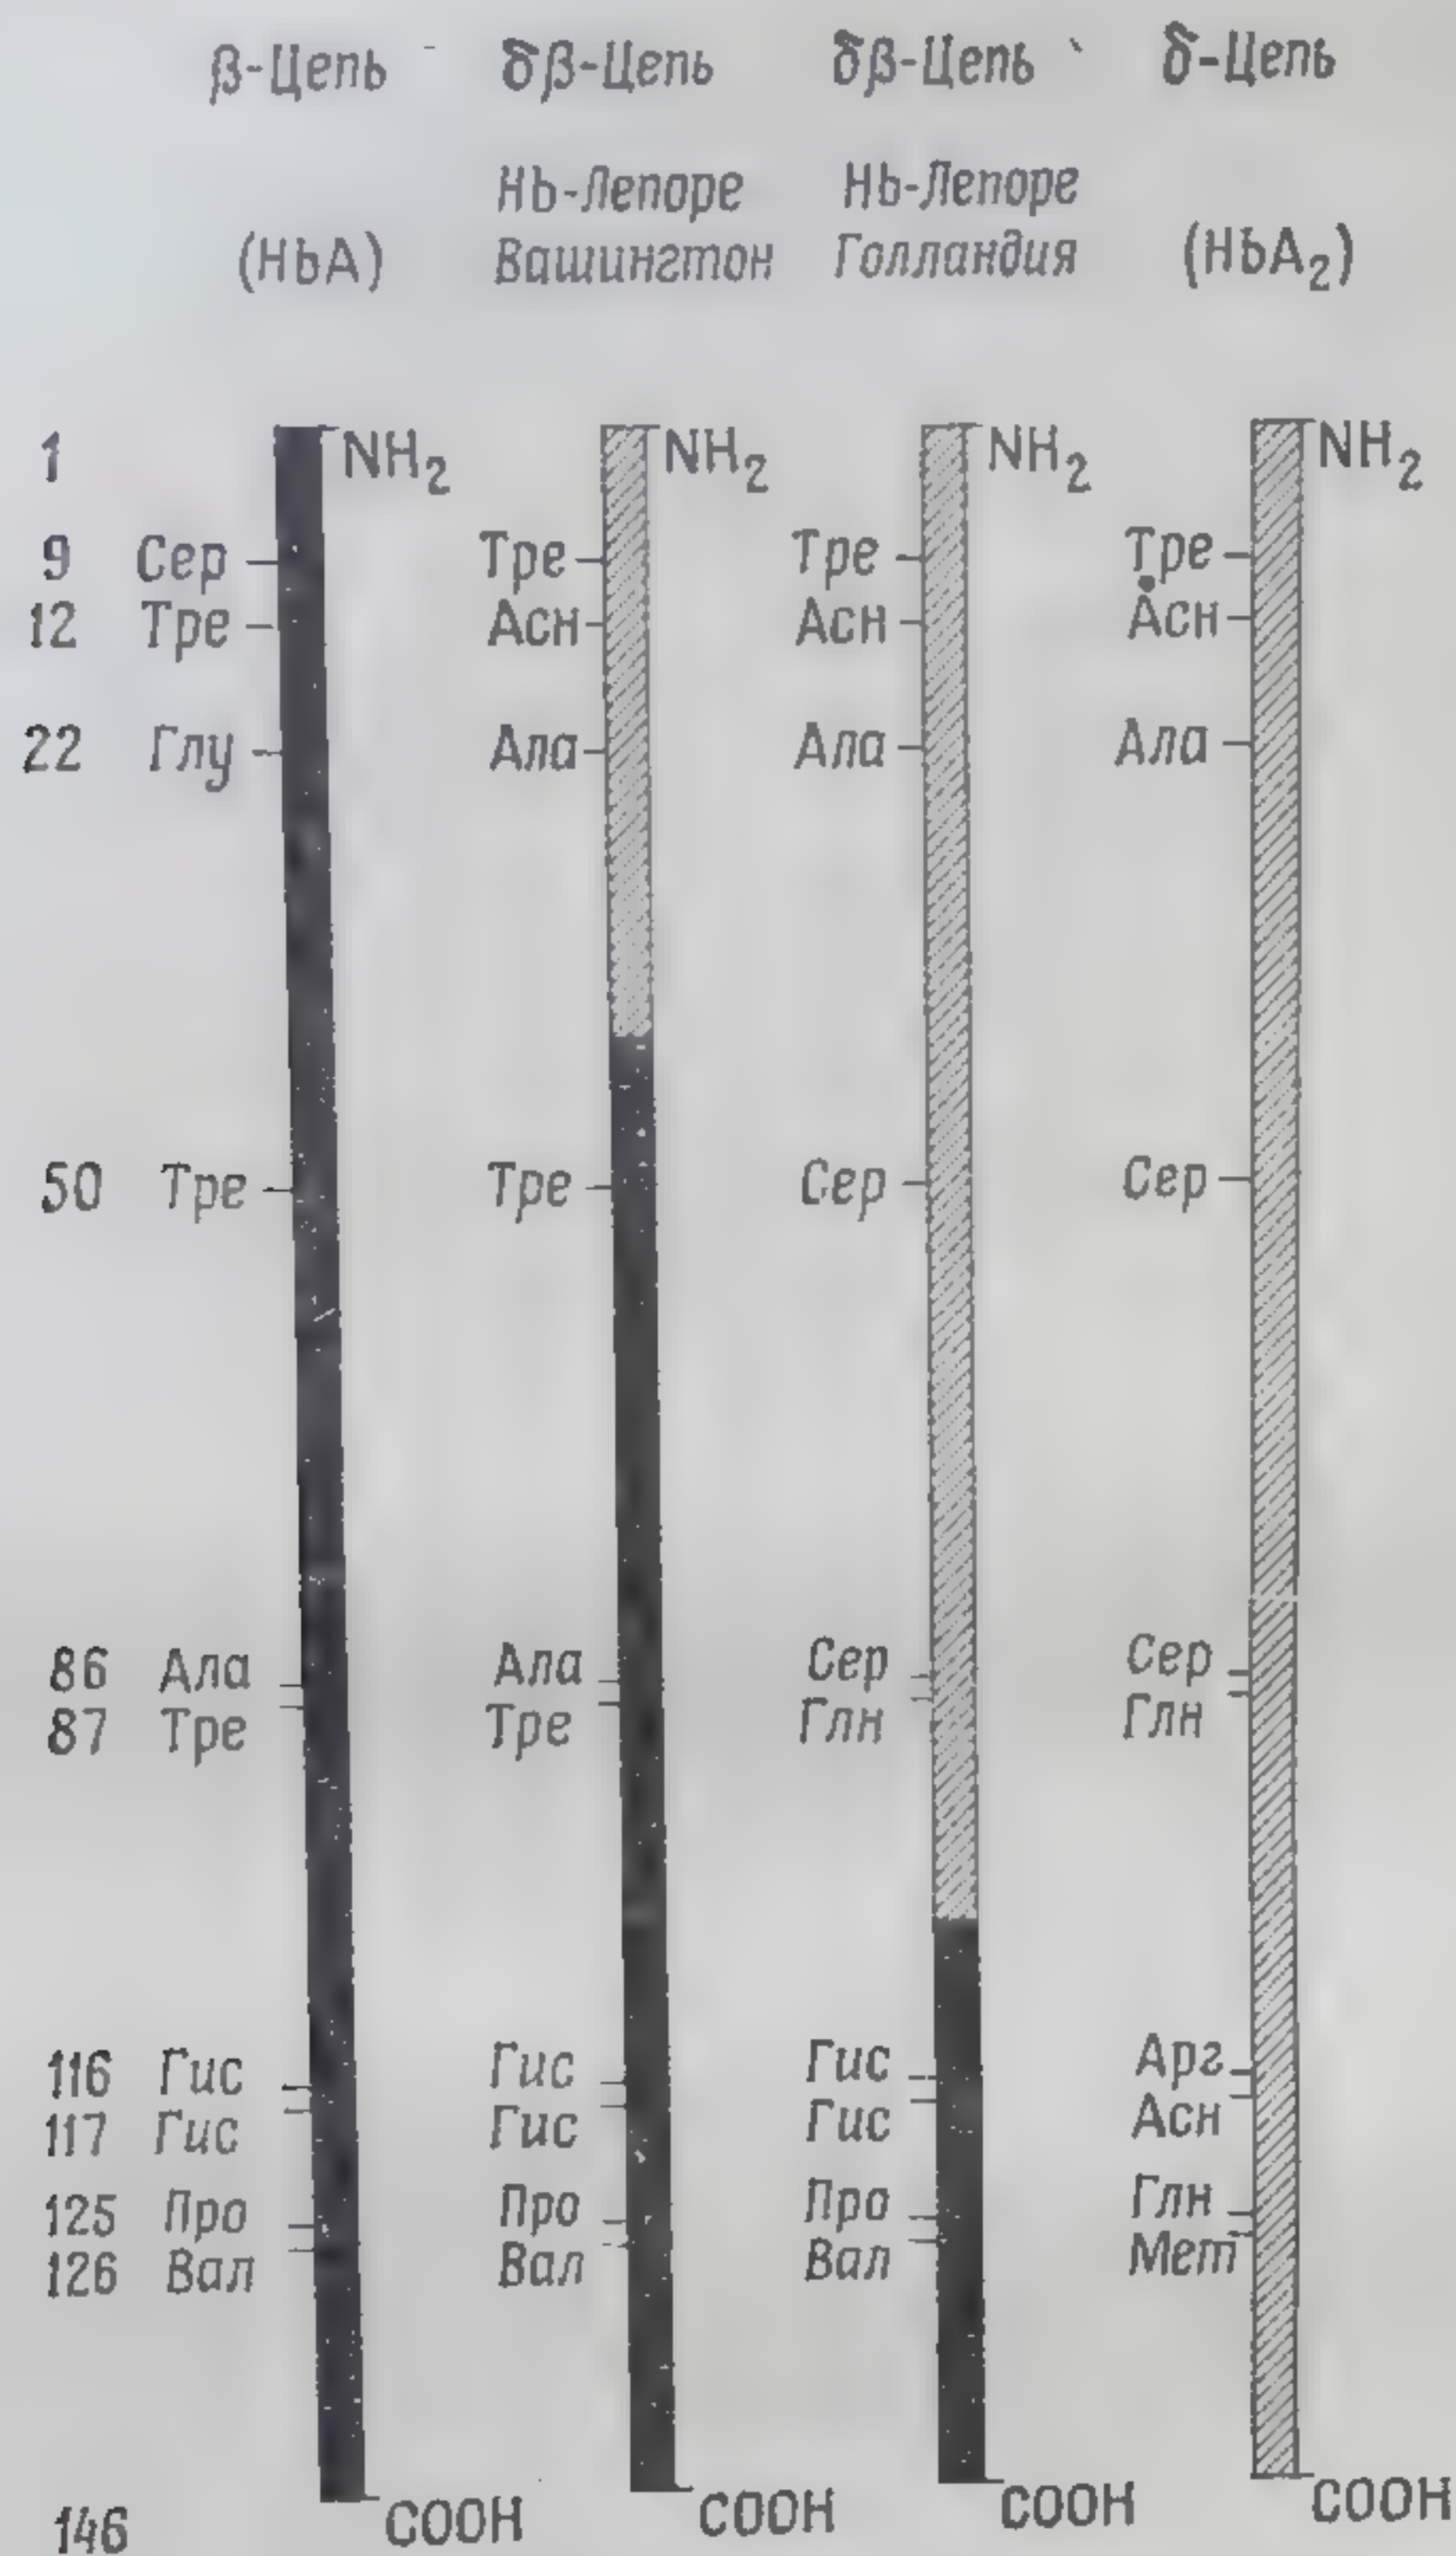 β-Цепь δβ-Цепь δβ-Цепь δ-Цепь
Hb-Лепоре Hb-Лепоре
(HbA) Вашингтон Голландия (HbA₂)
1 NH₂ NH₂ NH₂ NH₂
9 Сер Тре Тре Тре
12 Тре Асн Асн Асн
22 Глу Ала Ала Ала
50 Тре Тре Сер Сер
86 Ала Ала Сер Сер
87 Тре Тре Глн Глн
116 Гис Гис Гис Арг
117 Гис Гис Гис Асн
125 Про Про Про Глн
126 Вал Вал Вал Мет
146 COOH COOH COOH COOH